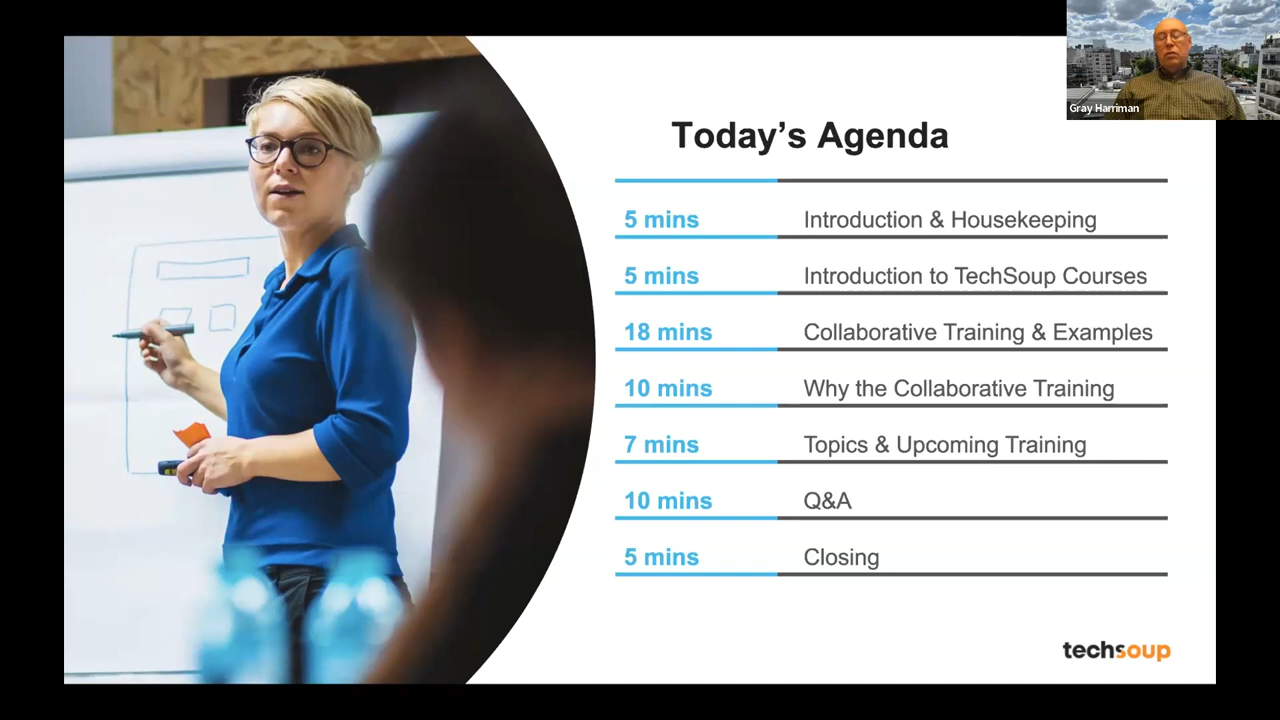 Gray Harriman
Today's Agenda
5 mins Introduction & Housekeeping
5 mins Introduction to TechSoup Courses
18 mins Collaborative Training & Examples
10 mins Why the Collaborative Training
7 mins Topics & Upcoming Training
10 mins Q&A
5 mins Closing
techsoup